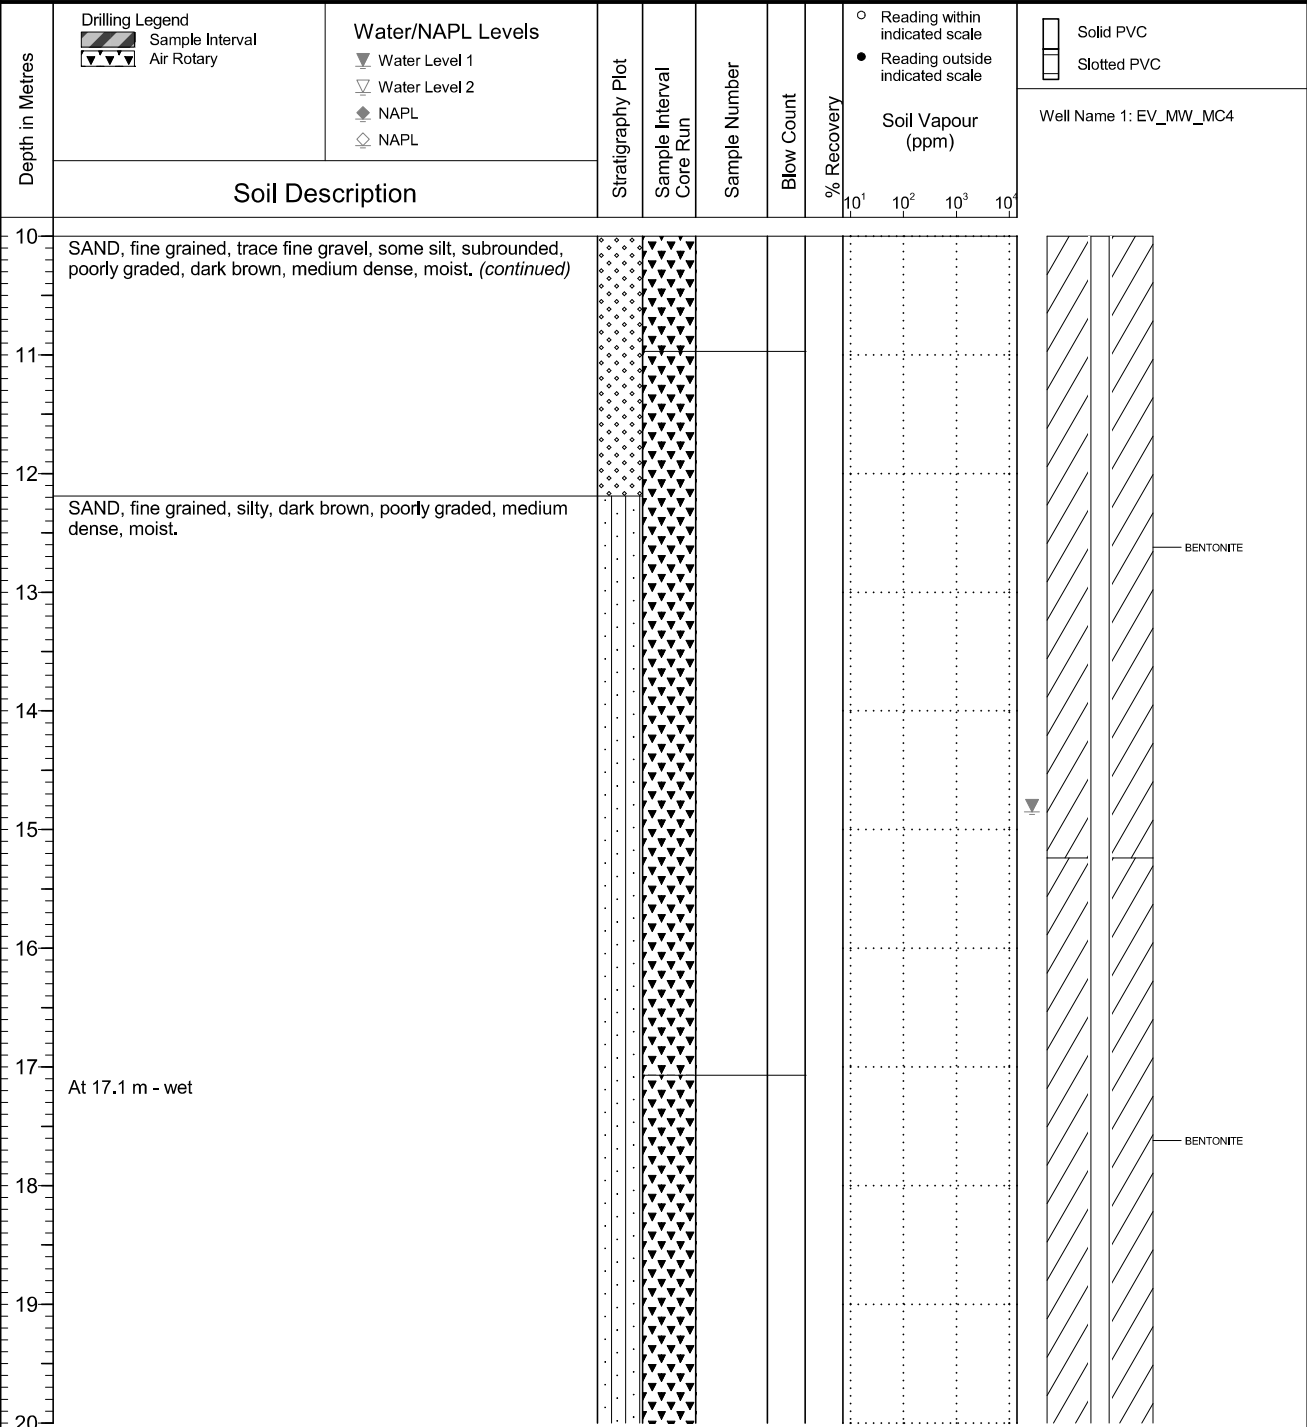 Depth in Metres
Drilling Legend
Sample Interval
Air Rotary
Water/NAPL Levels
Water Level 1
Water Level 2
NAPL
NAPL
Soil Description
Stratigraphy Plot
Sample Interval
Core Run
Sample Number
Blow Count
% Recovery
Reading within
indicated scale
Reading outside
indicated scale
Soil Vapour
(ppm)
10¹ 10² 10³ 10⁴
Solid PVC
Slotted PVC
Well Name 1: EV_MW_MC4
10
SAND, fine grained, trace fine gravel, some silt, subrounded,
poorly graded, dark brown, medium dense, moist. (continued)
11
12
SAND, fine grained, silty, dark brown, poorly graded, medium
dense, moist.
BENTONITE
13
14
15
16
17
At 17.1 m - wet
BENTONITE
18
19
20